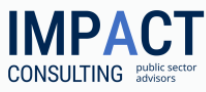 IMPACT
CONSULTING public sector
advisors